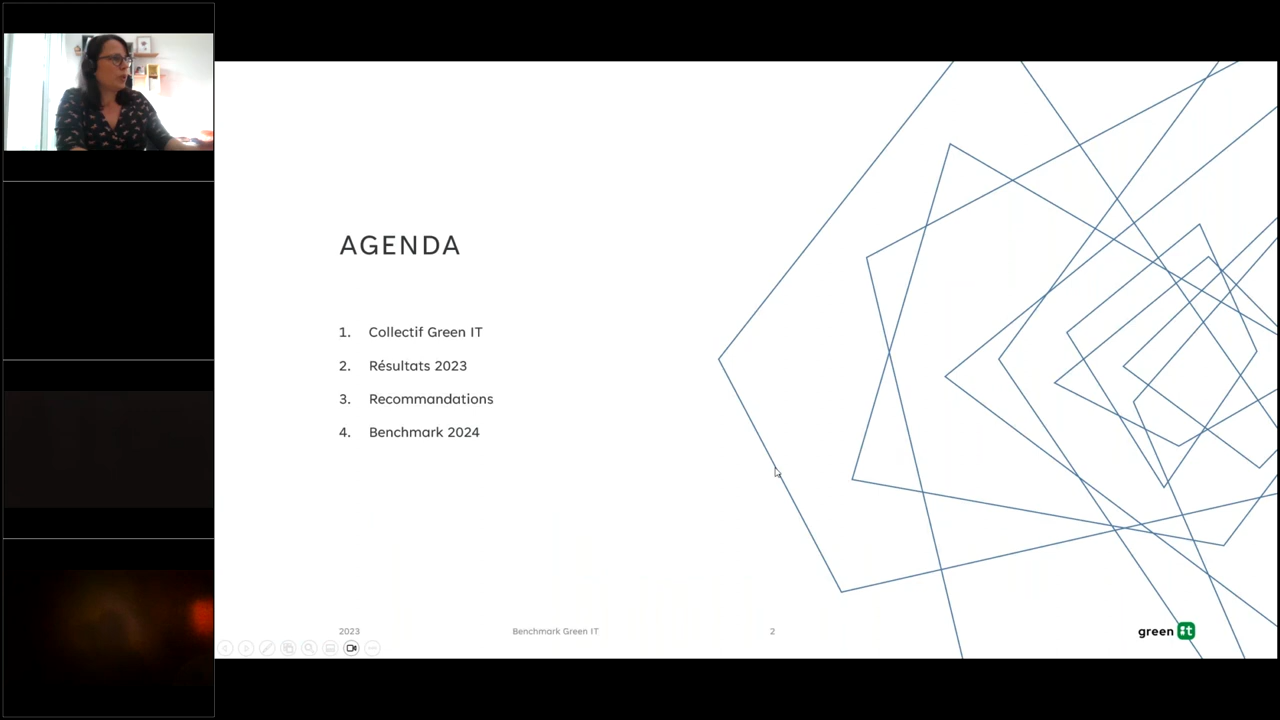 AGENDA
1. Collectif Green IT
2. Résultats 2023
3. Recommandations
4. Benchmark 2024
2023 Benchmark Green IT 2
green it